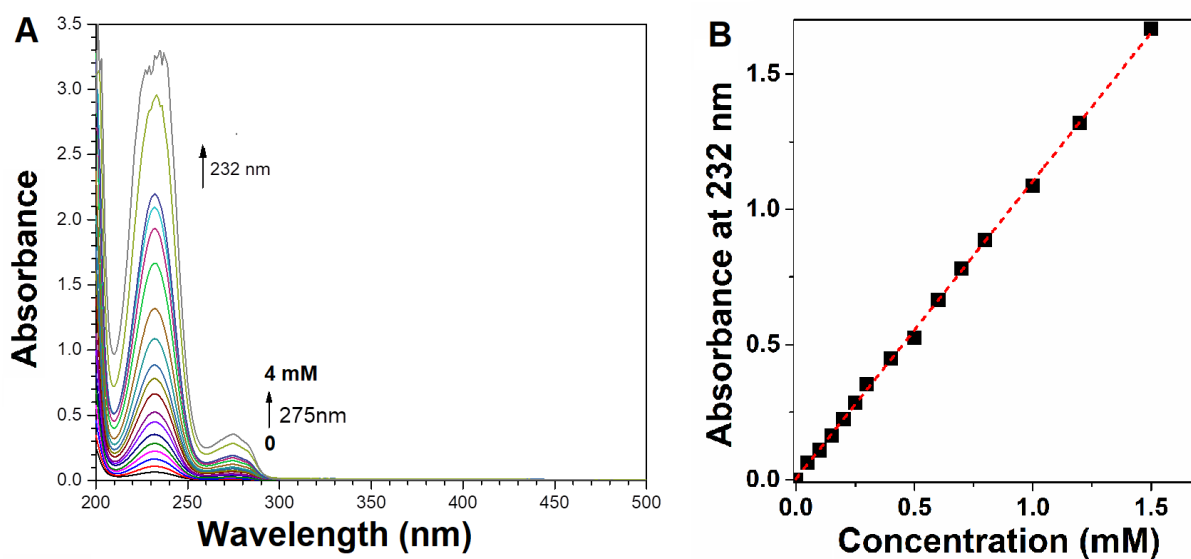 A
3.5
3.0
2.5
2.0
1.5
1.0
0.5
0.0
Absorbance
232 nm
4 mM
275nm
0
200 250 300 350 400 450 500
Wavelength (nm)
B
1.5
1.0
0.5
0.0
Absorbance at 232 nm
0.0 0.5 1.0 1.5
Concentration (mM)